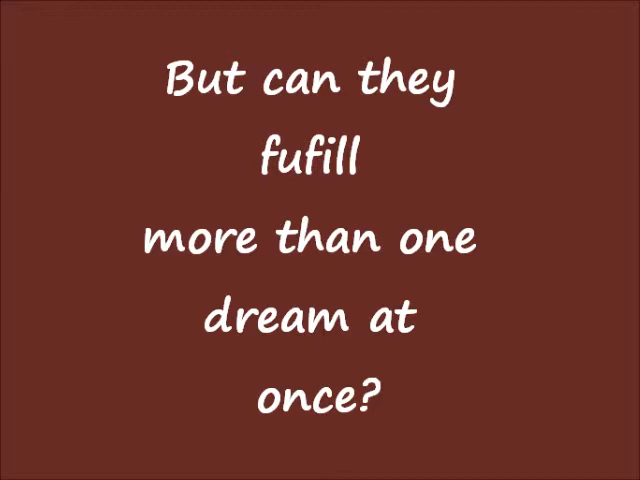 But can they
fufill
more than one
dream at
once?